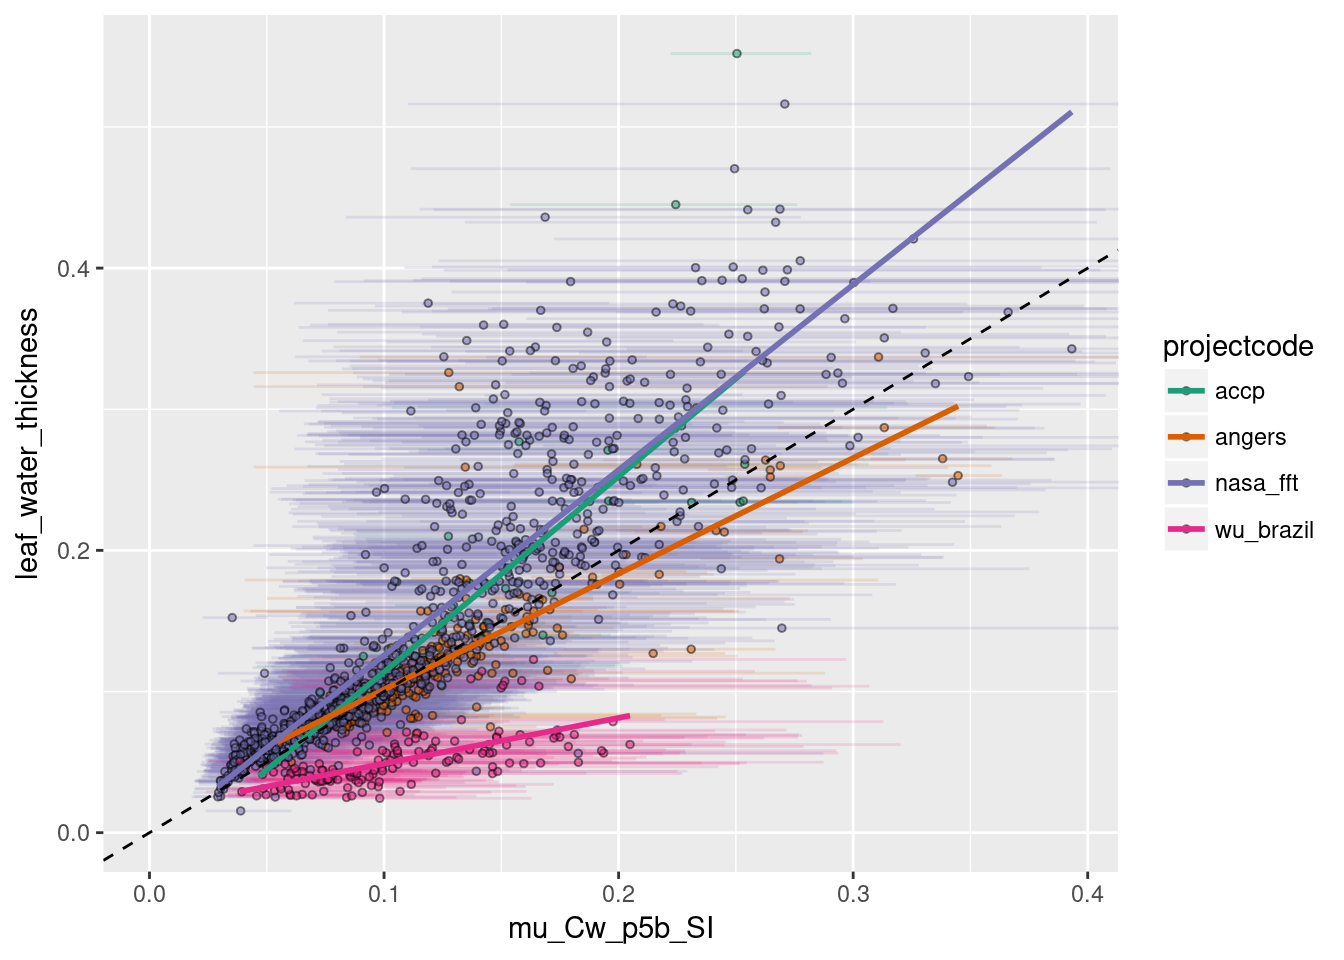 leaf_water_thickness
0.4
0.2
0.0
0.0 0.1 0.2 0.3 0.4
mu_Cw_p5b_SI
projectcode
accp
angers
nasa_fft
wu_brazil